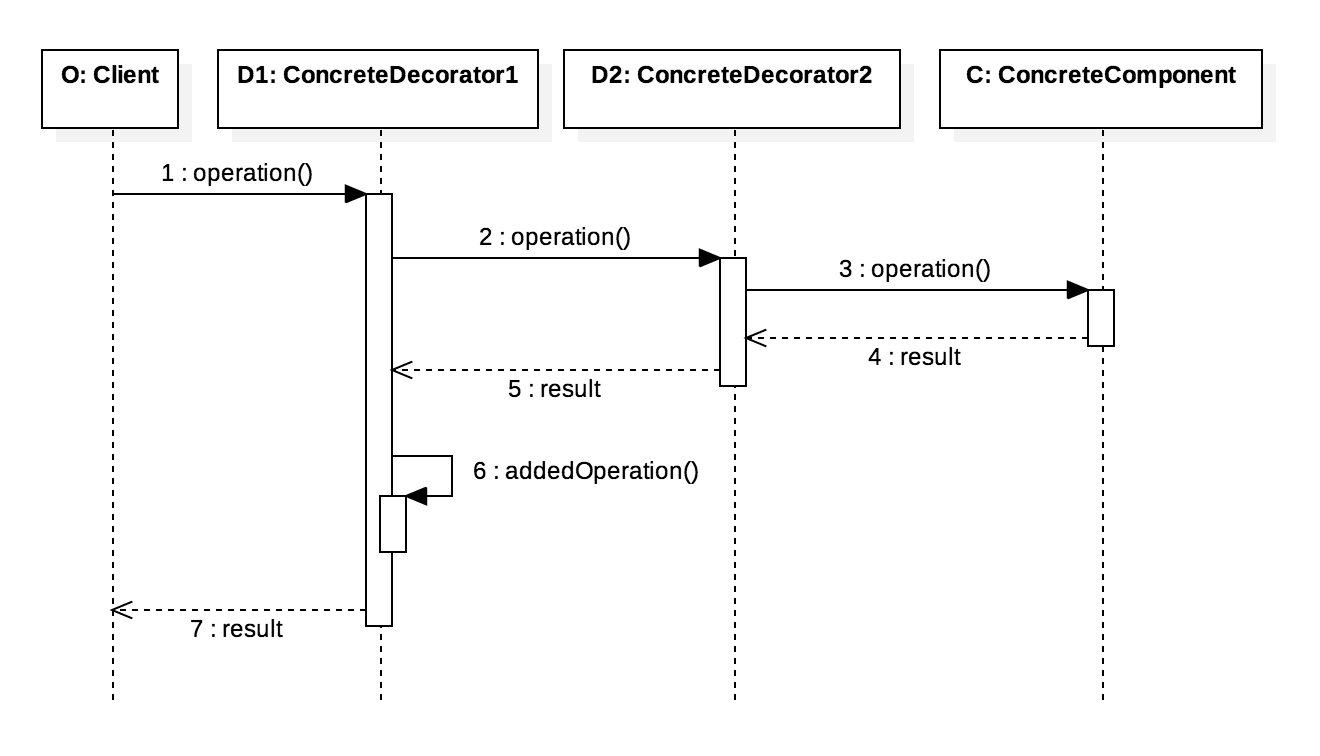 O: Client
D1: ConcreteDecorator1
D2: ConcreteDecorator2
C: ConcreteComponent
1 : operation()
2 : operation()
3 : operation()
4 : result
5 : result
6 : addedOperation()
7 : result